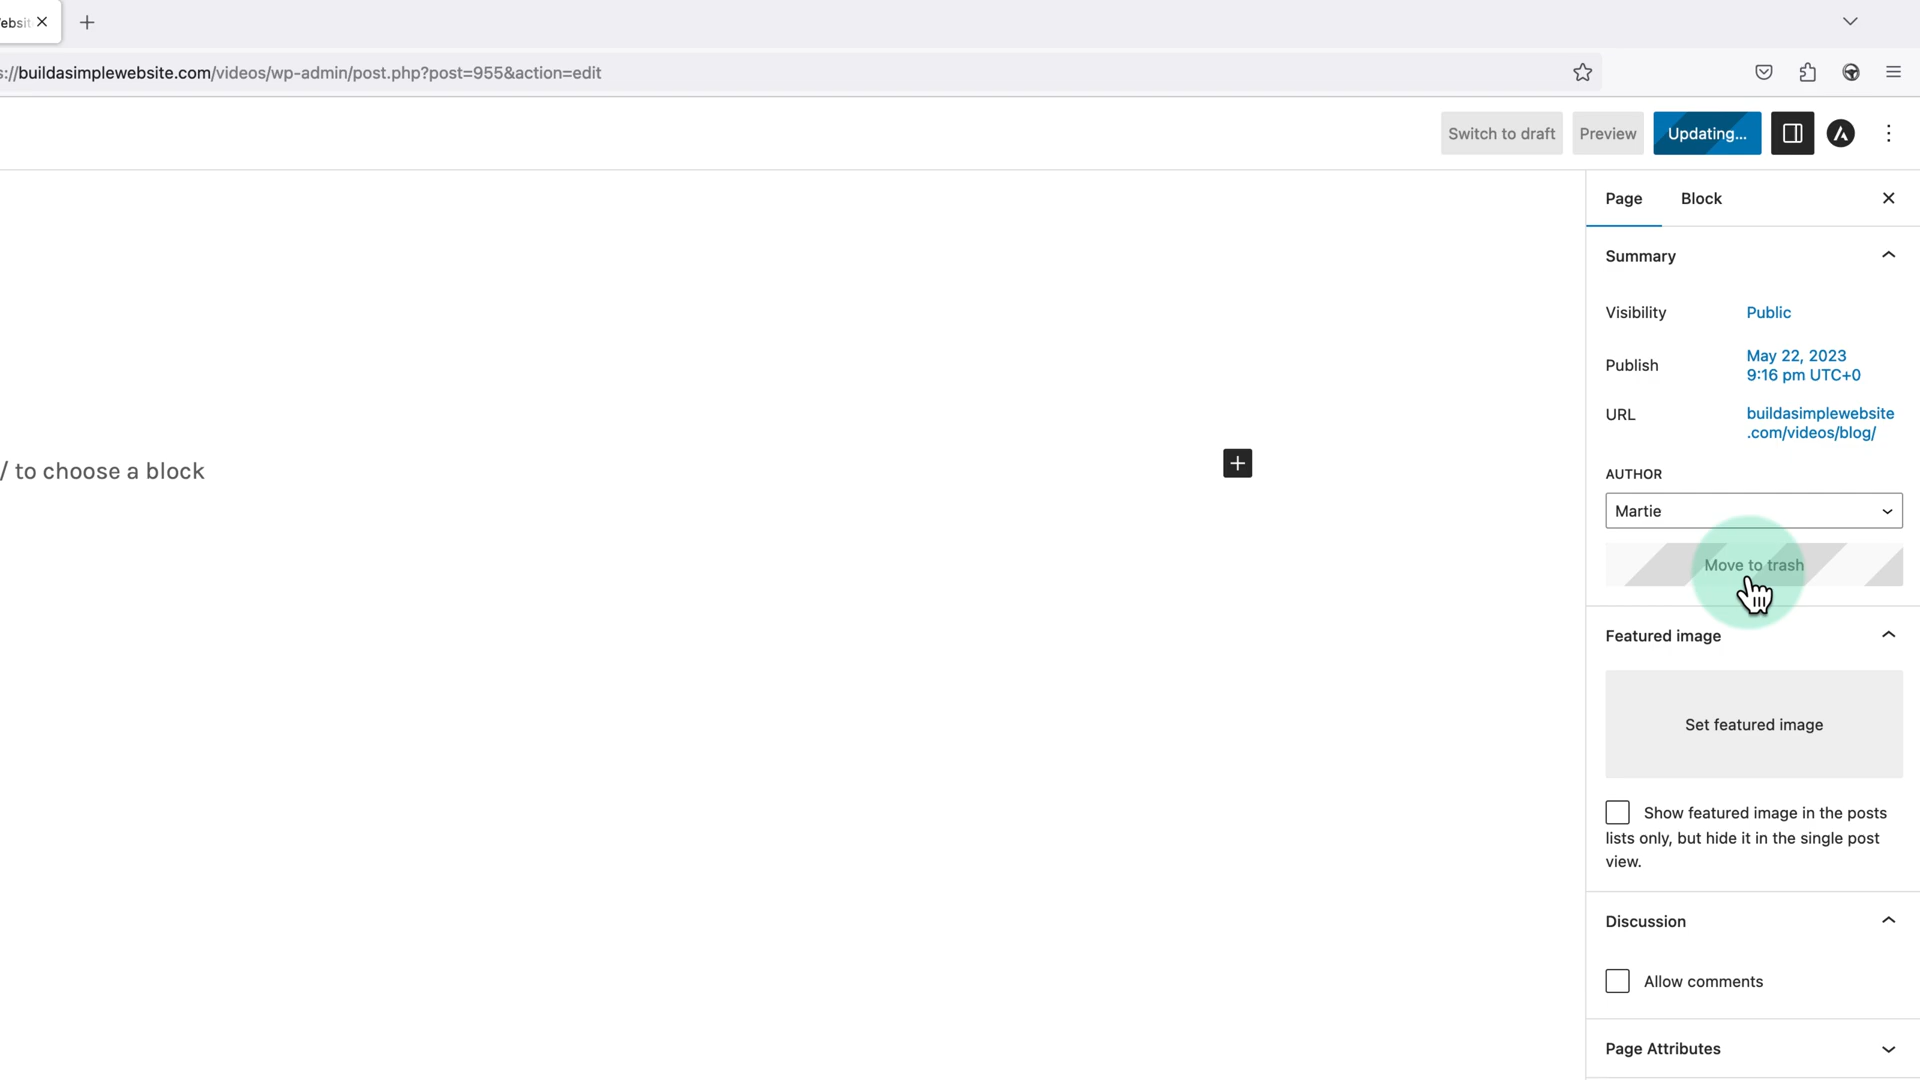 s://buildasimplewebsite.com/videos/wp-admin/post.php?post=955&action=edit
Switch to draft
Preview
Updating...
Page
Block
Summary
Visibility
Public
Publish
May 22, 2023
9:16 pm UTC+0
URL
buildasimplewebsite
.com/videos/blog/
AUTHOR
Martie
/ to choose a block
Move to trash
Featured image
Set featured image
Show featured image in the posts
lists only, but hide it in the single post
view.
Discussion
Allow comments
Page Attributes